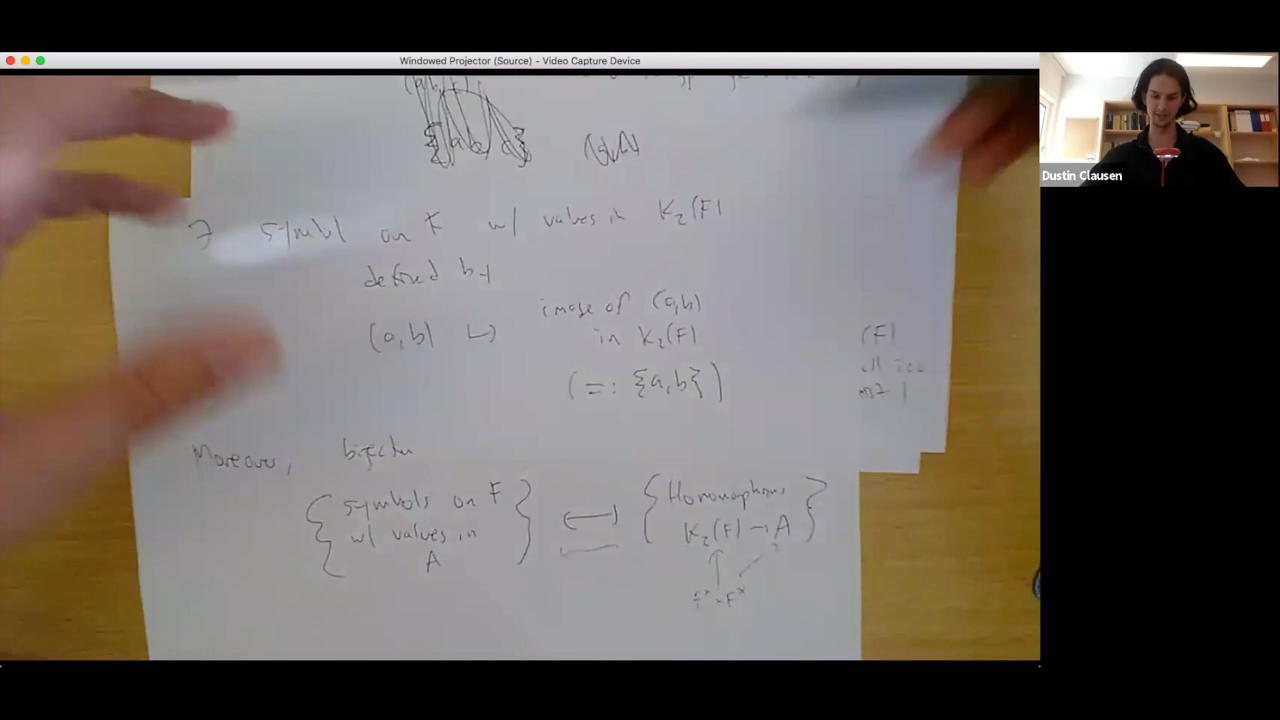 Windowed Projector (Source) - Video Capture Device
Dustin Clausen
∃ symbol on F w/ values in K₂(F)
defined by
(a,b) ↦ image of (a,b)
in K₂(F)
(=: {a,b})
(F)
Moreover, bijection
{ symbols on F w/ values in A } ↔ { Homomorphisms K₂(F) → A }
F^x × F^x